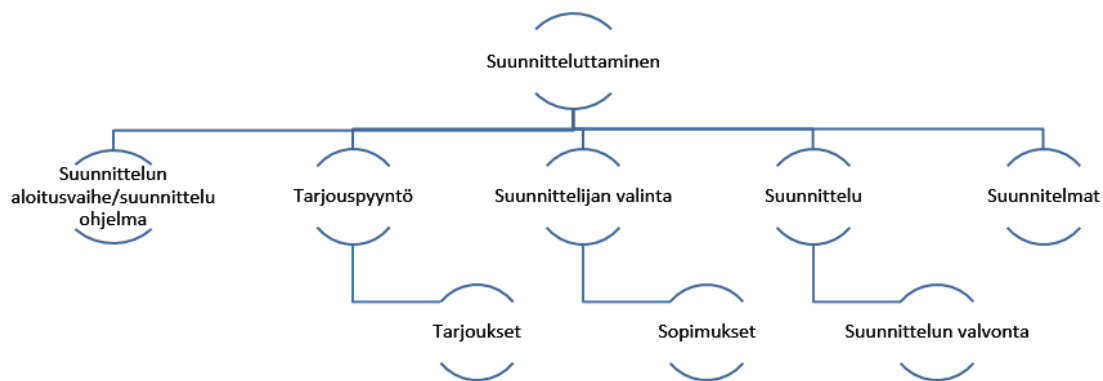 Suunnitteluttaminen
Suunnittelun
aloitusvaihe/suunnittelu
ohjelma
Tarjouspyyntö
Suunnittelijan valinta
Suunnittelu
Suunnitelmat
Tarjoukset
Sopimukset
Suunnittelun valvonta